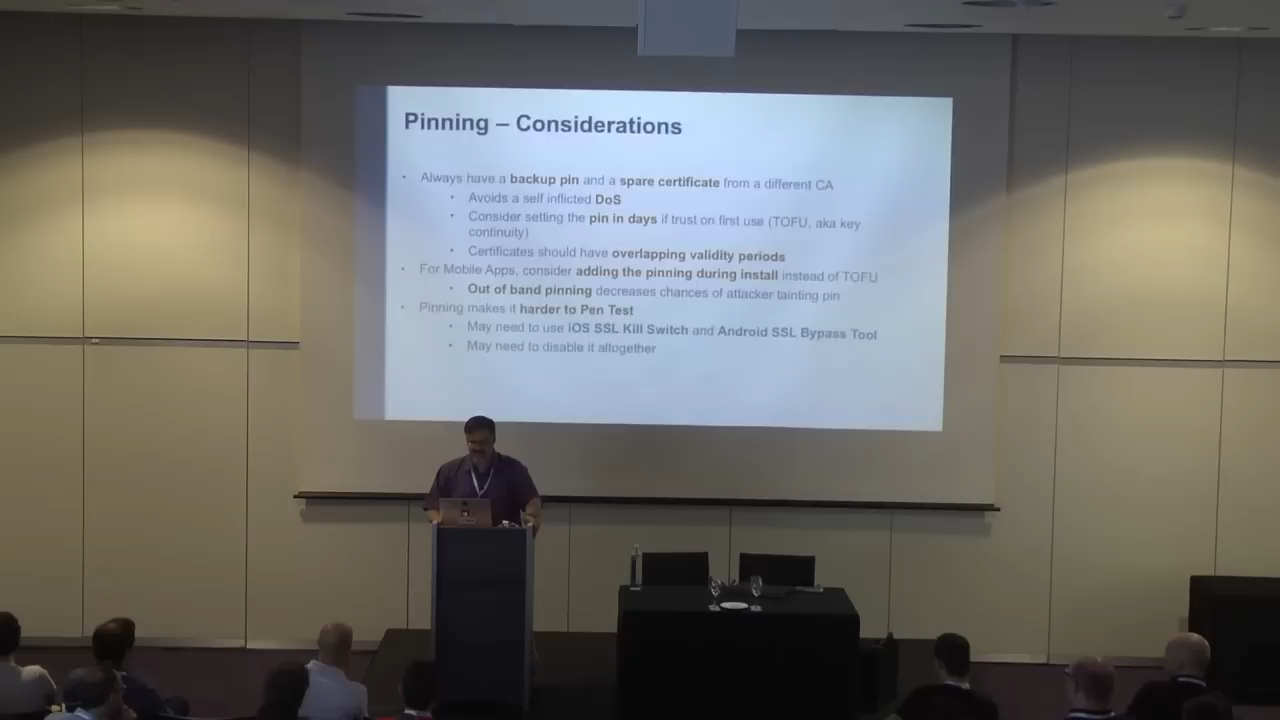 Pinning – Considerations
• Always have a backup pin and a spare certificate from a different CA
• Avoids a self inflicted DoS
• Consider setting the pin in days if trust on first use (TOFU, aka key
continuity)
• Certificates should have overlapping validity periods
• For Mobile Apps, consider adding the pinning during install instead of TOFU
• Out of band pinning decreases chances of attacker tainting pin
• Pinning makes it harder to Pen Test
• May need to use iOS SSL Kill Switch and Android SSL Bypass Tool
• May need to disable it altogether